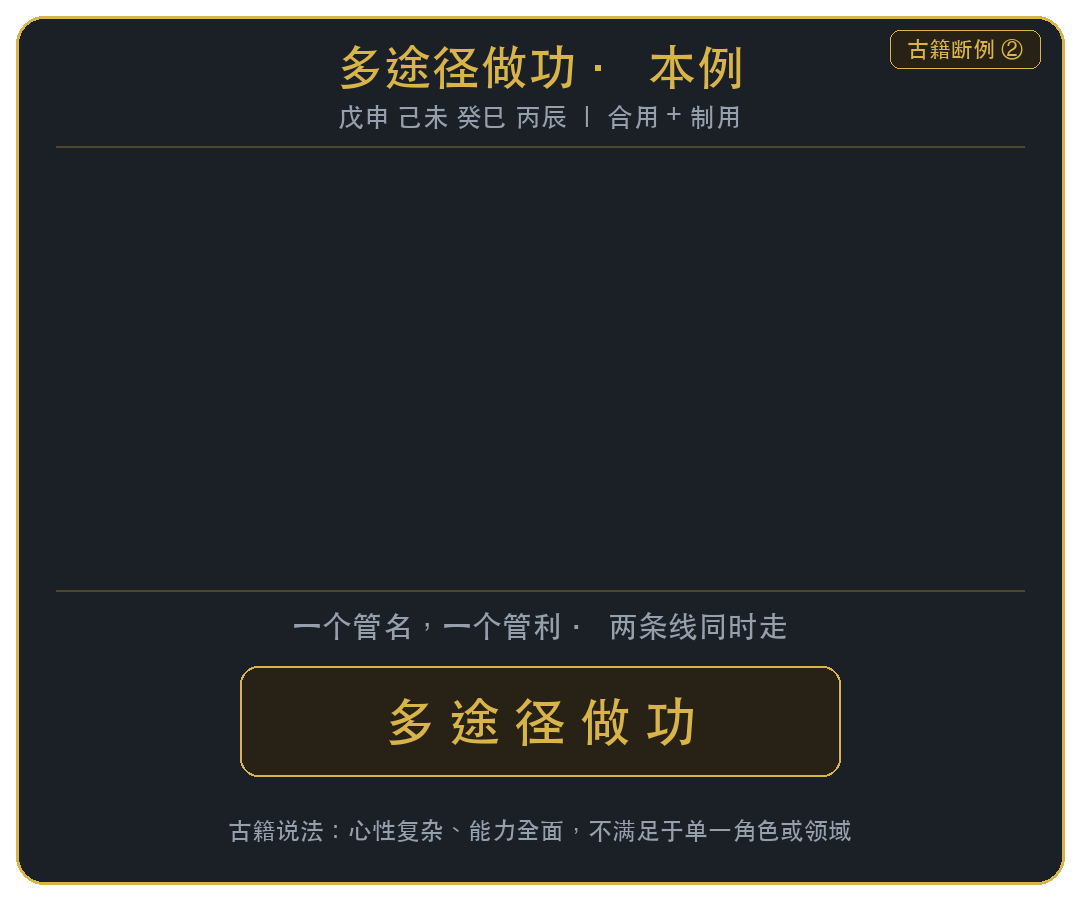 多途径做功· 本例
古籍断例 ②
戊申 己未 癸巳 丙辰 | 合用+制用
一个管名，一个管利· 两条线同时走
多途径做功
古籍说法：心性复杂、能力全面，不满足于单一角色或领域